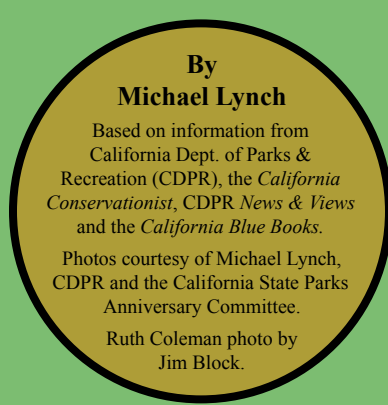 By
Michael Lynch
Based on information from
California Dept. of Parks &
Recreation (CDPR), the California
Conservationist, CDPR News & Views
and the California Blue Books.
Photos courtesy of Michael Lynch,
CDPR and the California State Parks
Anniversary Committee.
Ruth Coleman photo by
Jim Block.